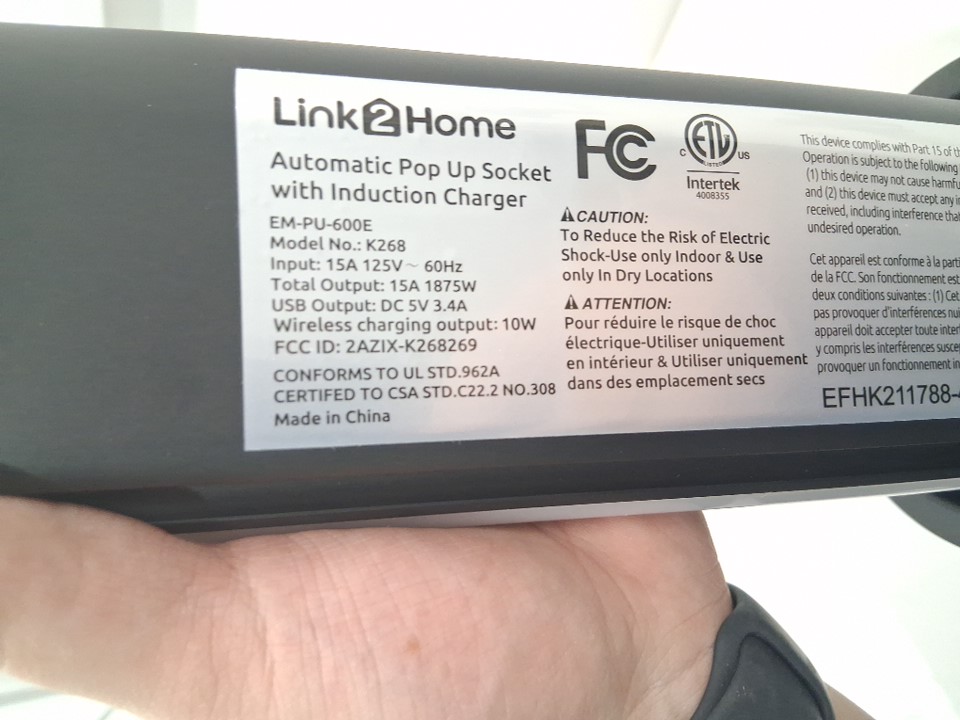 Link2Home
Automatic Pop Up Socket
with Induction Charger
EM-PU-600E
Model No.: K268
Input: 15A 125V~ 60Hz
Total Output: 15A 1875W
USB Output: DC 5V 3.4A
Wireless charging output: 10W
FCC ID: 2AZIX-K268269
CONFORMS TO UL STD.962A
CERTIFED TO CSA STD.C22.2 NO.308
Made in China
FC
C ETL US
LISTED
Intertek
4008355
CAUTION:
To Reduce the Risk of Electric
Shock-Use only Indoor & Use
only In Dry Locations
ATTENTION:
Pour réduire le risque de choc
électrique-Utiliser uniquement
en intérieur & Utiliser uniquement
dans des emplacement secs
This device complies with Part 15 of
Operation is subject to the following
(1) this device may not cause
and (2) this device must accept any
received, including interference
undesired operation.
Cet appareil est conforme à la
de la FCC. Son fonctionnement
deux conditions suivantes : (1)
pas provoquer d'interférences
appareil doit accepter toute
y compris les interférences
provoquer un fonctionnement
EFHK211788-